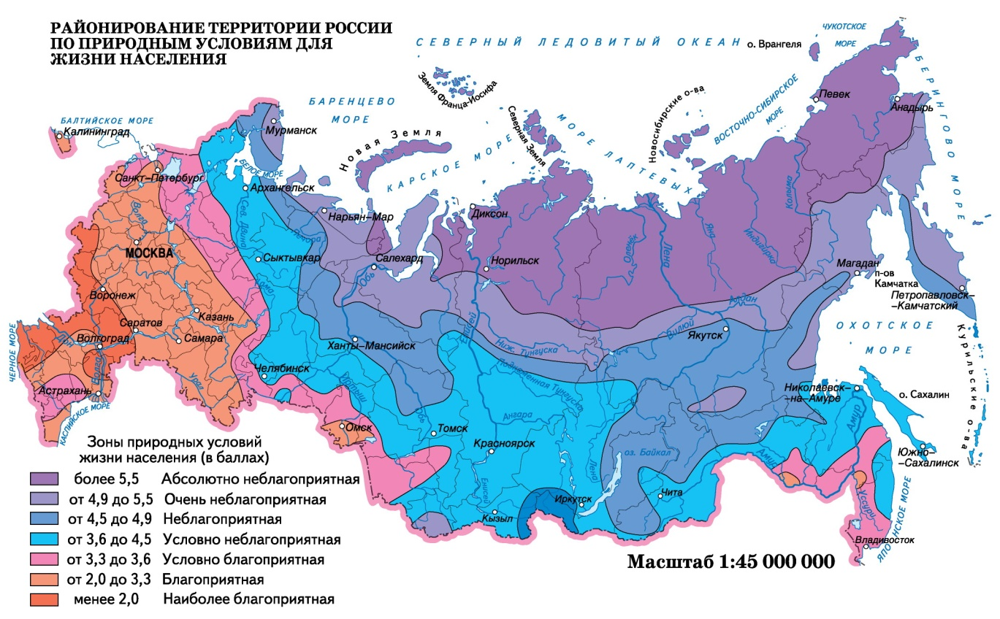 РАЙОНИРОВАНИЕ ТЕРРИТОРИИ РОССИИ
ПО ПРИРОДНЫМ УСЛОВИЯМ ДЛЯ
ЖИЗНИ НАСЕЛЕНИЯ
СЕВЕРНЫЙ ЛЕДОВИТЫЙ ОКЕАН
о. Врангеля
ЧУКОТСКОЕ
МОРЕ
БЕРИНГОВО МОРЕ
Земля Франца-Иосифа
Северная Земля
Новосибирские о-ва
ВОСТОЧНО-СИБИРСКОЕ
МОРЕ
МОРЕ ЛАПТЕВЫХ
КАРСКОЕ МОРЕ
Новая Земля
БАРЕНЦЕВО
МОРЕ
БАЛТИЙСКОЕ МОРЕ
Калининград
Мурманск
Певек
Анадырь
БЕЛОЕ МОРЕ
Санкт-Петербург
Архангельск
Нарьян-Мар
Диксон
Волга
Сев. Двина
Печора
МОСКВА
Сыктывкар
Салехард
Обь
Норильск
Оленёк
Лена
Яна
Индигирка
Колыма
Магадан
п-ов
Камчатка
Петропавловск-
-Камчатский
Воронеж
Кама
Казань
Саратов
Самара
Волгоград
Дон
Волга
Урал
ЧЕРНОЕ МОРЕ
Астрахань
КАСПИЙСКОЕ МОРЕ
Ханты-Мансийск
Енисей
Ниж. Тунгуска
Подкаменная Тунгуска
Вилюй
Алдан
Якутск
ОХОТСКОЕ
МОРЕ
Курильские о-ва
Челябинск
Иртыш
Обь
Омск
Томск
Ангара
Красноярск
Енисей
Кызыл
Иркутск
Лена
оз. Байкал
Чита
Амур
Николаевск-
-на-Амуре
Амур
о. Сахалин
Южно-
-Сахалинск
Уссури
Владивосток
ЯПОНСКОЕ МОРЕ
Зоны природных условий
жизни населения (в баллах)
более 5,5 Абсолютно неблагоприятная
от 4,9 до 5,5 Очень неблагоприятная
от 4,5 до 4,9 Неблагоприятная
от 3,6 до 4,5 Условно неблагоприятная
от 3,3 до 3,6 Условно благоприятная
от 2,0 до 3,3 Благоприятная
менее 2,0 Наиболее благоприятная
Масштаб 1:45 000 000